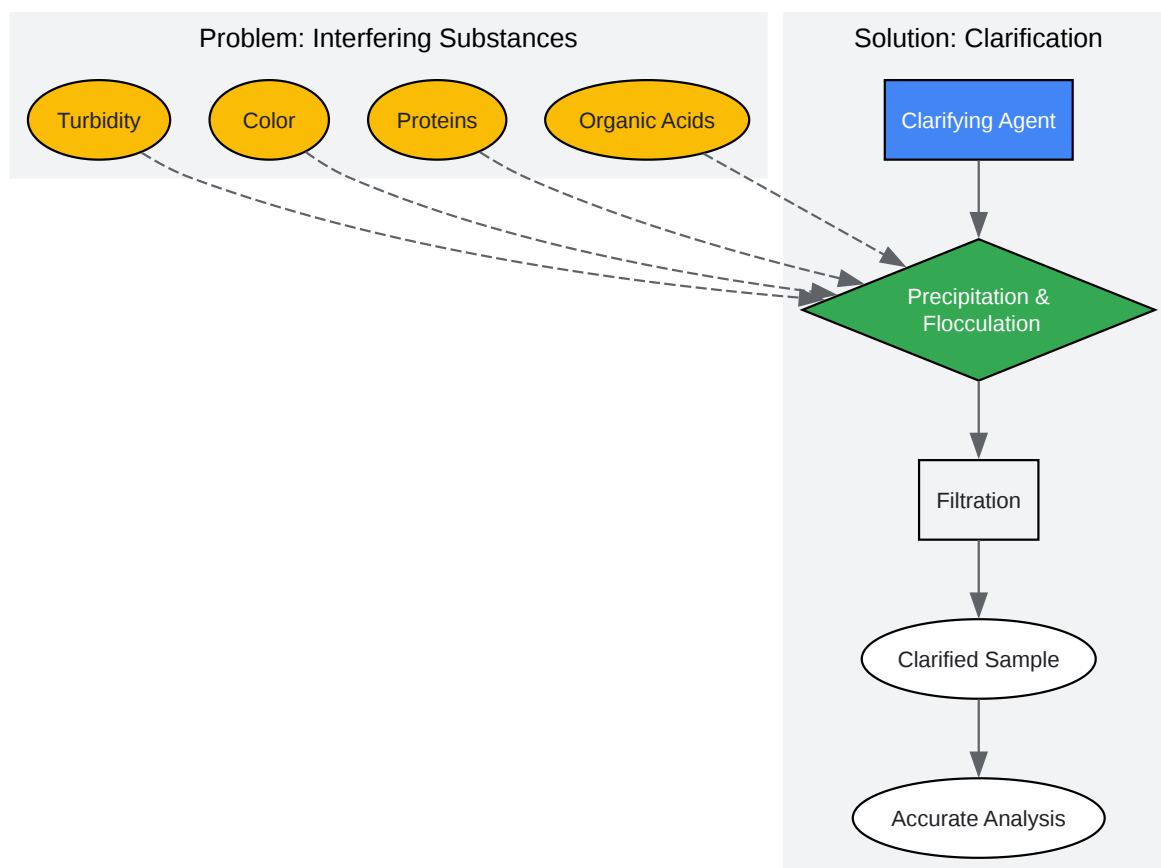 Problem: Interfering Substances
Turbidity
Color
Proteins
Organic Acids
Solution: Clarification
Clarifying Agent
Precipitation &
Flocculation
Filtration
Clarified Sample
Accurate Analysis